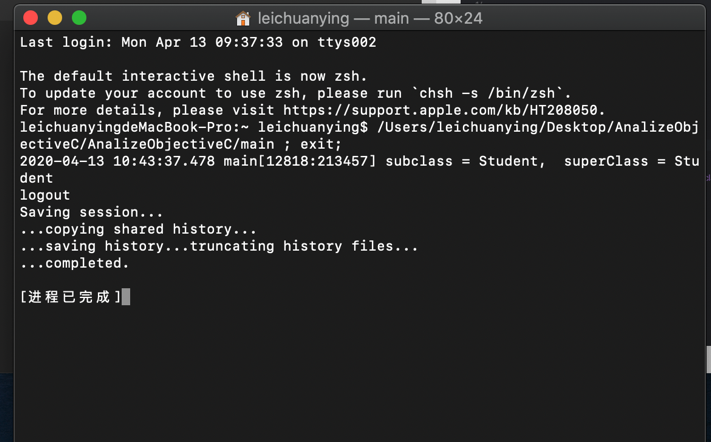 leichuanying — main — 80×24
Last login: Mon Apr 13 09:37:33 on ttys002
The default interactive shell is now zsh.
To update your account to use zsh, please run `chsh -s /bin/zsh`.
For more details, please visit https://support.apple.com/kb/HT208050.
leichuanyingdeMacBook-Pro:~ leichuanying$ /Users/leichuanying/Desktop/AnalizeObj
ectiveC/AnalizeObjectiveC/main ; exit;
2020-04-13 10:43:37.478 main[12818:213457] subclass = Student,  superClass = Stu
dent
logout
Saving session...
...copying shared history...
...saving history...truncating history files...
...completed.
[进程已完成]